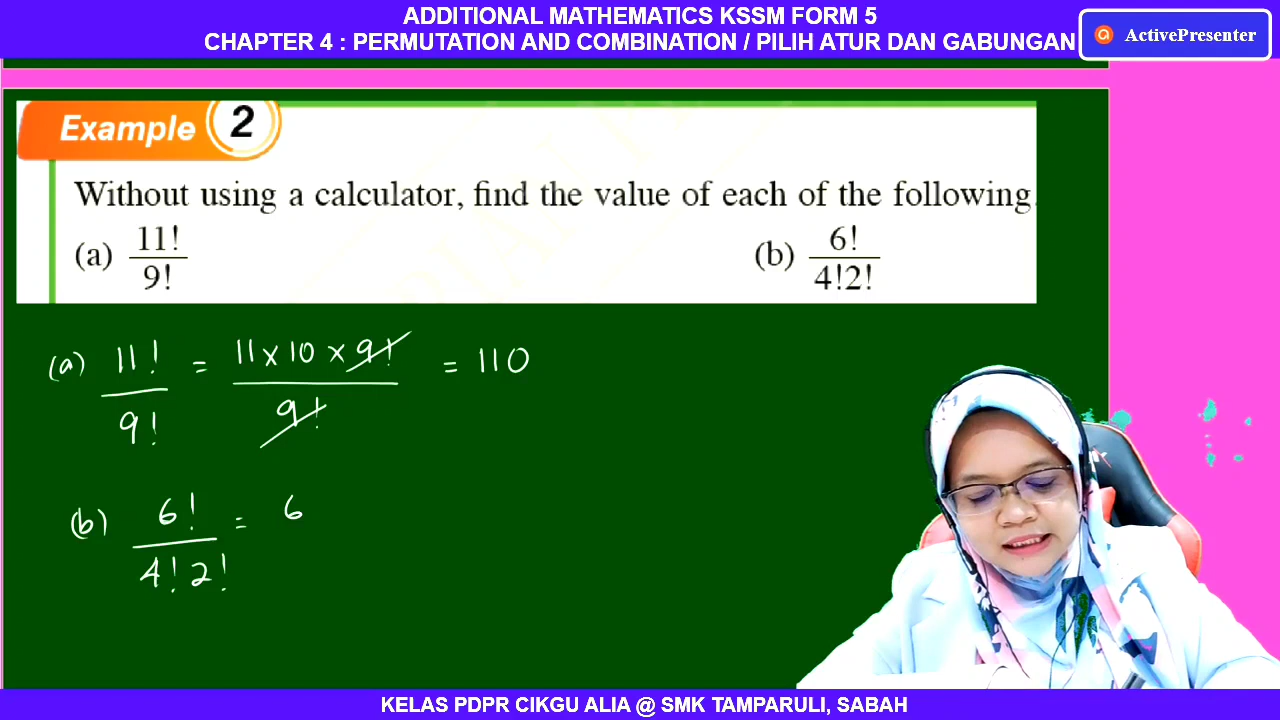 ADDITIONAL MATHEMATICS KSSM FORM 5
CHAPTER 4 : PERMUTATION AND COMBINATION / PILIH ATUR DAN GABUNGAN
ActivePresenter
Example 2
Without using a calculator, find the value of each of the following.
(a) 11!/9! (b) 6!/4!2!
(a) 11!/9! = 11 x 10 x 9!/9! = 110
(b) 6!/4!2! = 6
KELAS PDPR CIKGU ALIA @ SMK TAMPARULI, SABAH